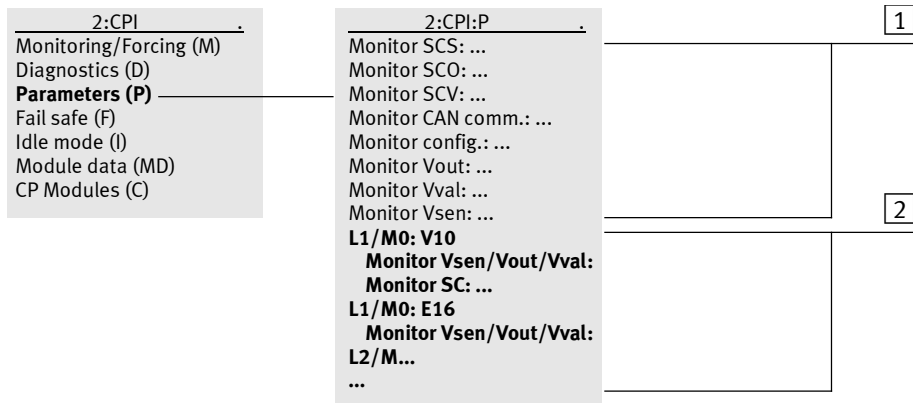 2:CPI .
Monitoring/Forcing (M)
Diagnostics (D)
Parameters (P)
Fail safe (F)
Idle mode (I)
Module data (MD)
CP Modules (C)
2:CPI:P .
Monitor SCS: ...
Monitor SCO: ...
Monitor SCV: ...
Monitor CAN comm.: ...
Monitor config.: ...
Monitor Vout: ...
Monitor Vval: ...
Monitor Vsen: ...
L1/M0: V10
Monitor Vsen/Vout/Vval:
Monitor SC: ...
L1/M0: E16
Monitor Vsen/Vout/Vval:
L2/M...
...
1
2